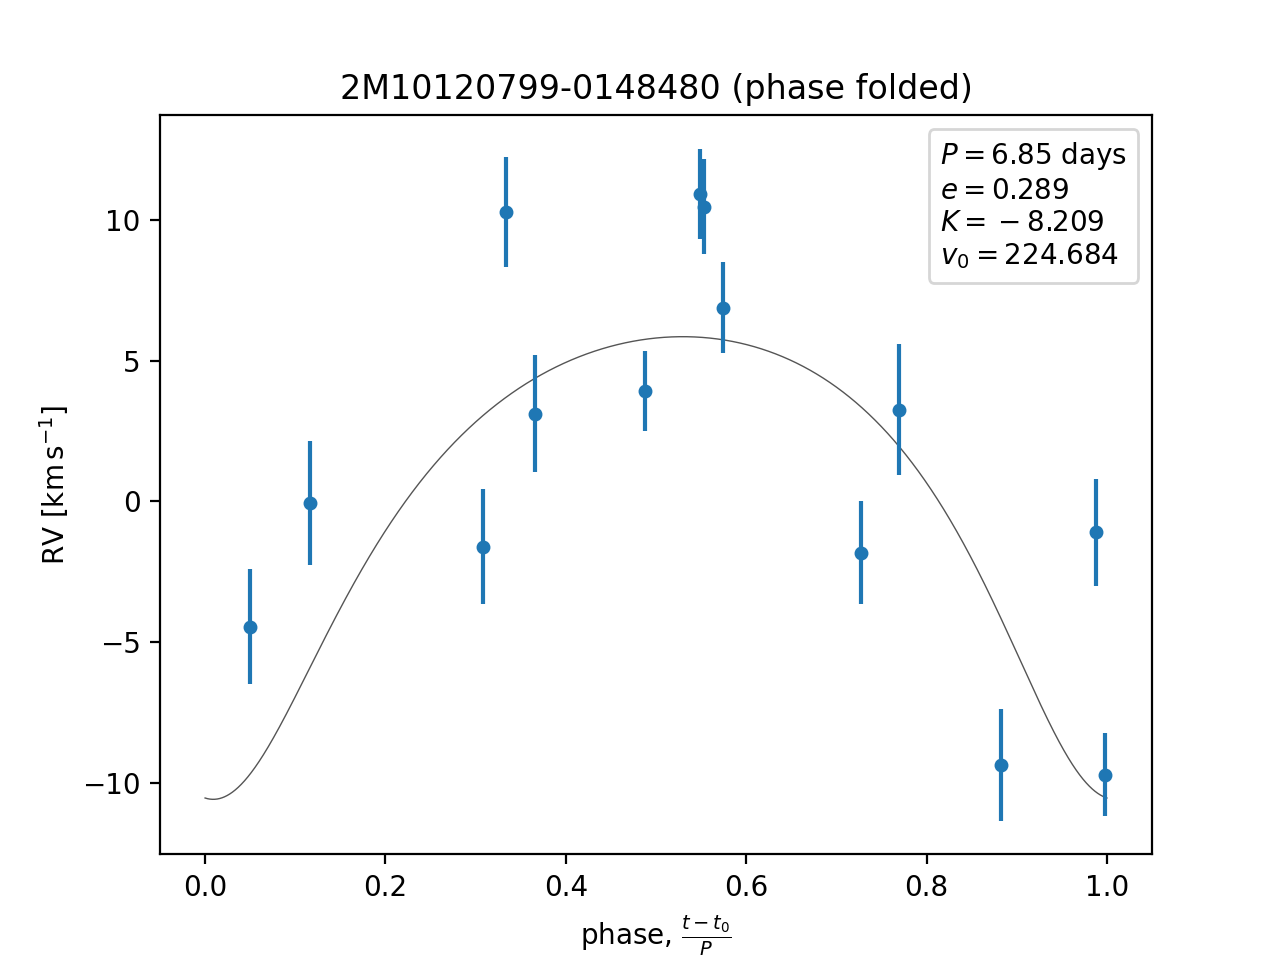 2M10120799-0148480 (phase folded)
P = 6.85 days
e = 0.289
K = −8.209
v₀ = 224.684
10
5
0
−5
−10
RV [km s⁻¹]
0.0 0.2 0.4 0.6 0.8 1.0
phase, (t − t₀)/P